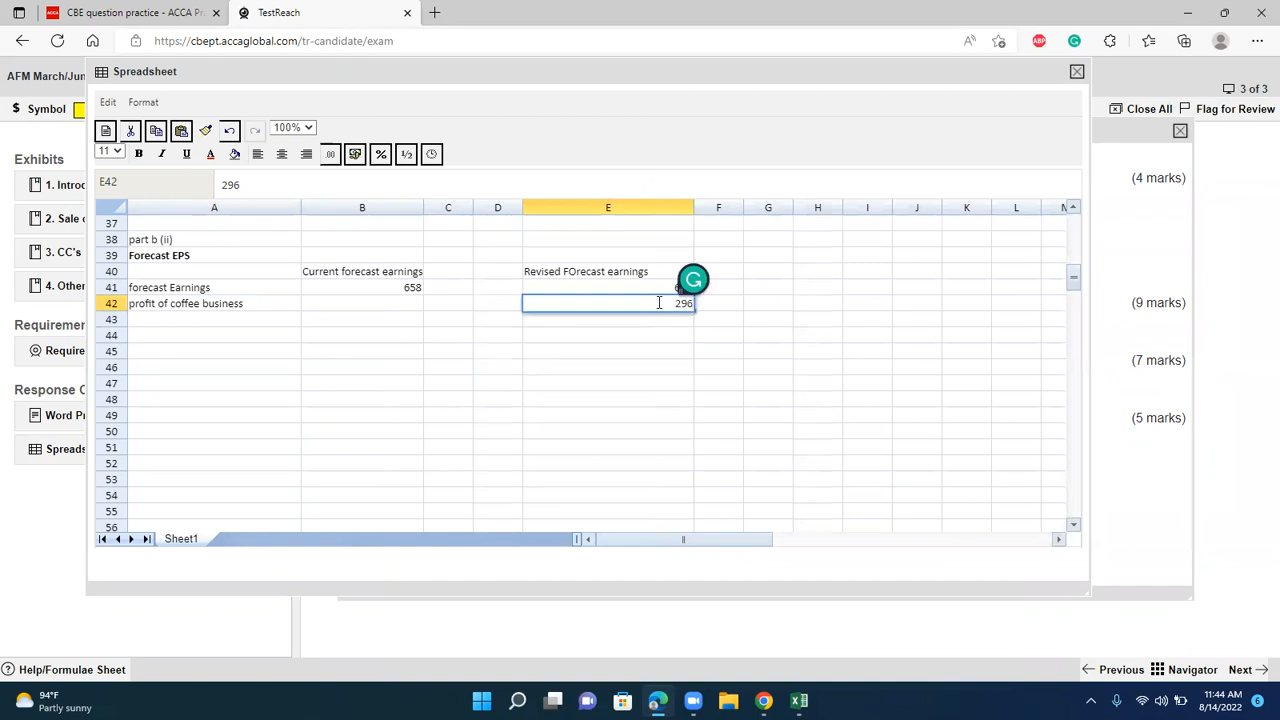 CBE question practice - ACCA Pr
TestReach
https://cbept.accaglobal.com/tr-candidate/exam
AFM March/Jun
3 of 3
Symbol
Close All
Flag for Review
Spreadsheet
Edit
Format
100%
11
E42
296
A B C D E F G H I J K L M
37
38 part b (ii)
39 Forecast EPS
40 Current forecast earnings Revised FOrecast earnings
41 forecast Earnings 658
42 profit of coffee business 296
43
44
45
46
47
48
49
50
51
52
53
54
55
56
Sheet1
Exhibits
1. Introc
2. Sale c
3. CC's
4. Other
Requiremen
Require
Response O
Word Pr
Spreads
(4 marks)
(9 marks)
(7 marks)
(5 marks)
Help/Formulae Sheet
Previous
Navigator
Next
94°F
Partly sunny
11:44 AM
8/14/2022
6